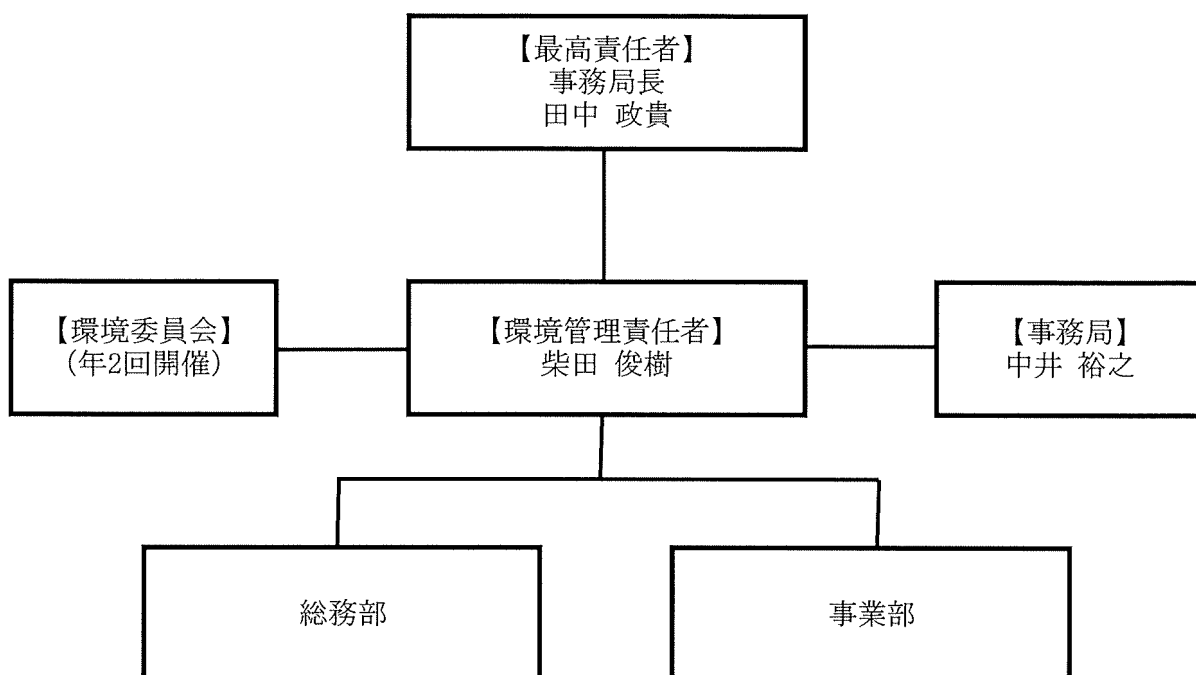 【最高責任者】
事務局長
田中 政貴
【環境委員会】
(年2回開催)
【環境管理責任者】
柴田 俊樹
【事務局】
中井 裕之
総務部
事業部